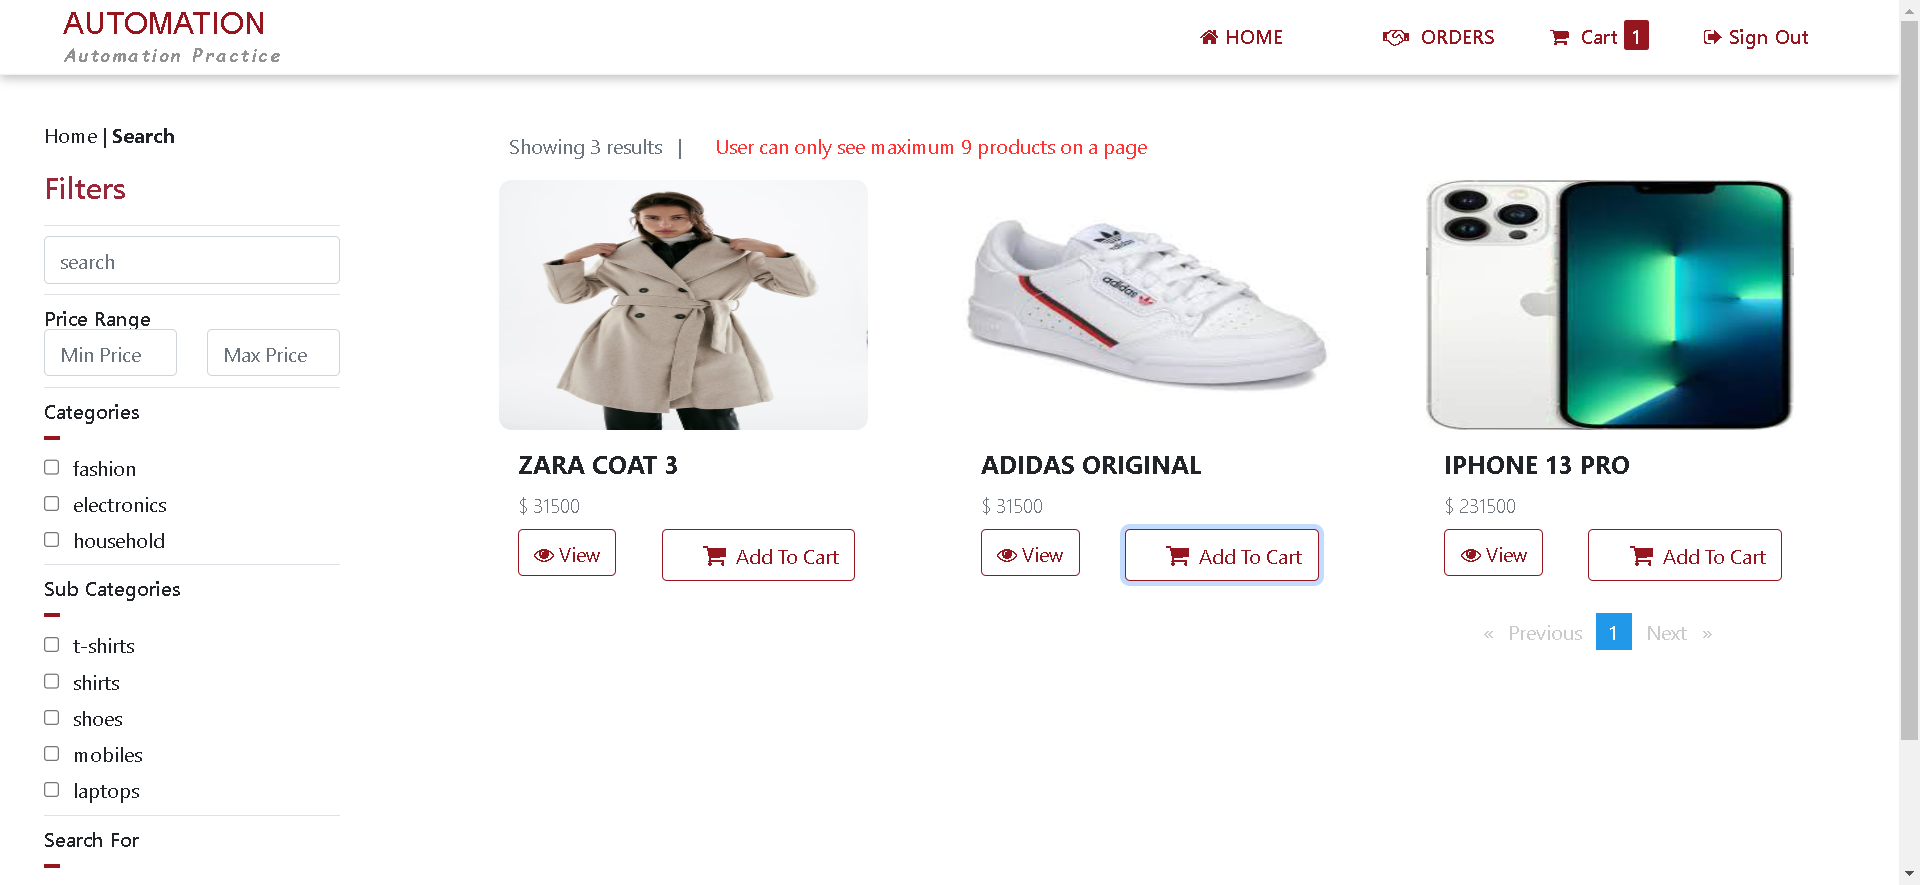 AUTOMATION
Automation Practice
HOME
ORDERS
Cart 1
Sign Out
Home | Search
Filters
search
Price Range
Min Price
Max Price
Categories
fashion
electronics
household
Sub Categories
t-shirts
shirts
shoes
mobiles
laptops
Search For
Showing 3 results |
User can only see maximum 9 products on a page
adidas
adidas
ZARA COAT 3
$ 31500
View
Add To Cart
ADIDAS ORIGINAL
$ 31500
View
Add To Cart
IPHONE 13 PRO
$ 231500
View
Add To Cart
« Previous 1 Next »